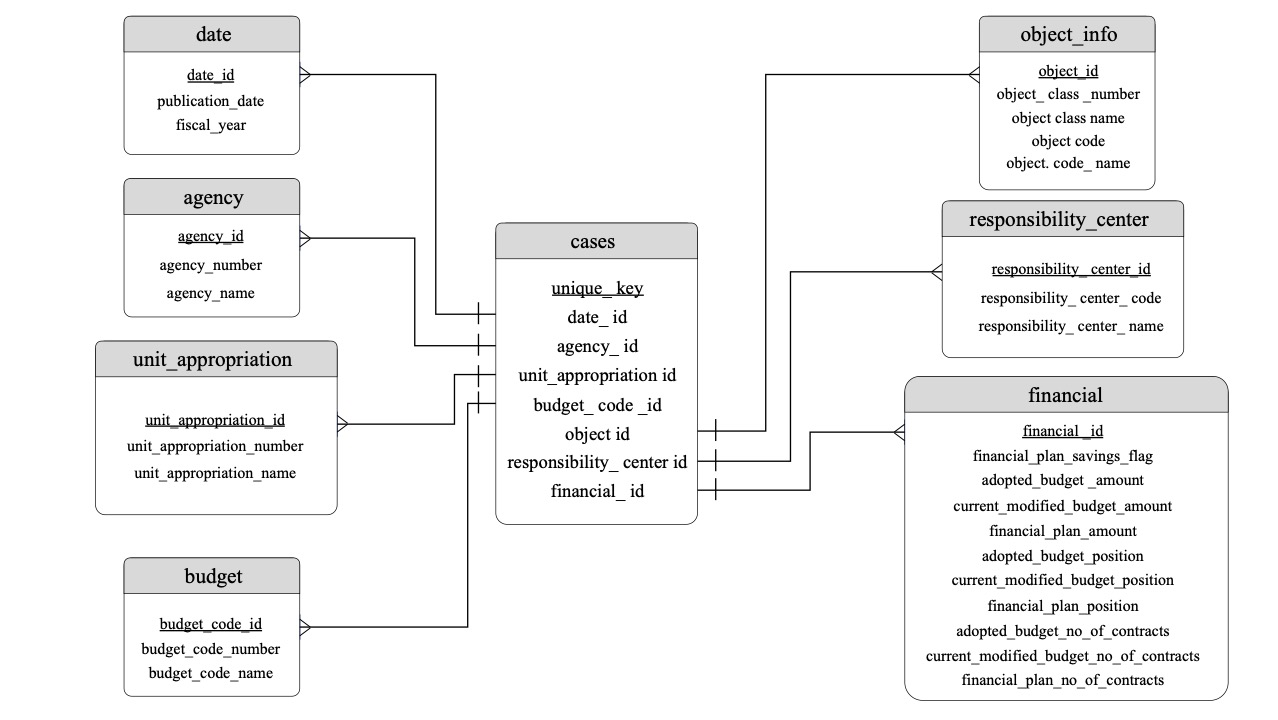 date
date_id
publication_date
fiscal_year
agency
agency_id
agency_number
agency_name
unit_appropriation
unit_appropriation_id
unit_appropriation_number
unit_appropriation_name
budget
budget_code_id
budget_code_number
budget_code_name
cases
unique_ key
date_ id
agency_ id
unit_appropriation id
budget_ code _id
object id
responsibility_ center id
financial_ id
object_info
object_id
object_ class _number
object class name
object code
object. code_ name
responsibility_center
responsibility_ center_id
responsibility_ center_ code
responsibility_ center_ name
financial
financial _id
financial_plan_savings_flag
adopted_budget _amount
current_modified_budget_amount
financial_plan_amount
adopted_budget_position
current_modified_budget_position
financial_plan_position
adopted_budget_no_of_contracts
current_modified_budget_no_of_contracts
financial_plan_no_of_contracts